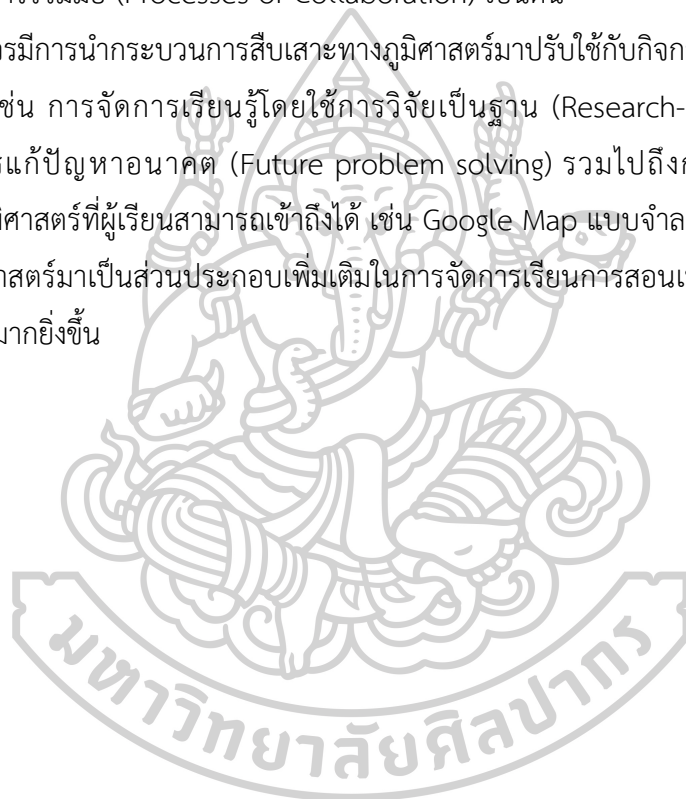 (Processes of Collaboration) เป็นต้น
รมีการนำกระบวนการสืบเสาะทางภูมิศาสตร์มาปรับใช้กับกิจก
ช่น การจัดการเรียนรู้โดยใช้การวิจัยเป็นฐาน (Research-
รแก้ปัญหาอนาคต (Future problem solving) รวมไปถึงก
มิศาสตร์ที่ผู้เรียนสามารถเข้าถึงได้ เช่น Google Map แบบจำล
าสตร์มาเป็นส่วนประกอบเพิ่มเติมในการจัดการเรียนการสอนเ
มากยิ่งขึ้น
มหาวิทยาลัยศิลปากร